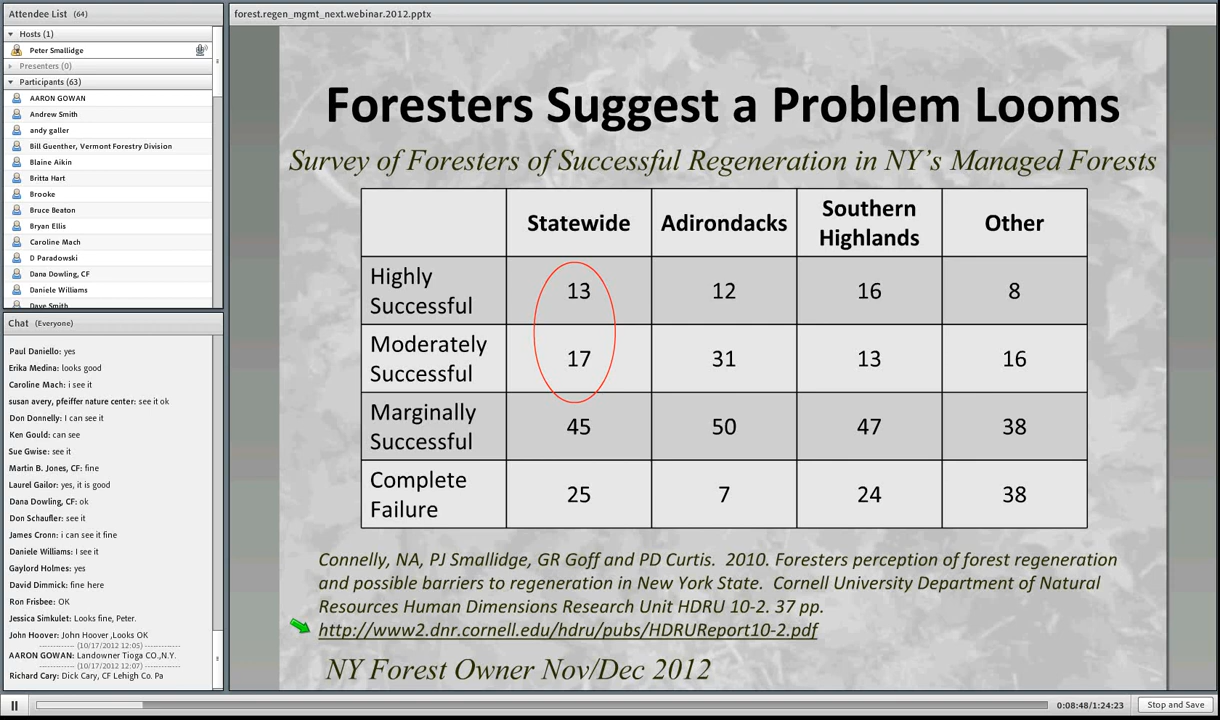 Attendee List (64)
Hosts (1)
Peter Smallidge
Presenters (0)
Participants (63)
AARON GOWAN
Andrew Smith
andy galler
Bill Guenther, Vermont Forestry Division
Blaine Aikin
Britta Hart
Brooke
Bruce Beaton
Bryan Ellis
Caroline Mach
D Paradowski
Dana Dowling, CF
Daniele Williams
Dave Smith
Chat (Everyone)
Paul Daniello: yes
Erika Medina: looks good
Caroline Mach: i see it
susan avery, pfeiffer nature center: see it ok
Don Donnelly: I can see it
Ken Gould: can see
Sue Gwise: see it
Martin B. Jones, CF: fine
Laurel Gailor: yes, it is good
Dana Dowling, CF: ok
Don Schaufler: see it
James Cronn: i can see it fine
Daniele Williams: I see it
Gaylord Holmes: yes
David Dimmick: fine here
Ron Frisbee: OK
Jessica Simkulet: Looks fine, Peter.
John Hoover: John Hoover ,Looks OK
------------- (10/17/2012 12:05) -------------
AARON GOWAN: Landowner Tioga CO.,N.Y.
------------- (10/17/2012 12:07) -------------
Richard Cary: Dick Cary, CF Lehigh Co. Pa
forest.regen_mgmt_next.webinar.2012.pptx
Foresters Suggest a Problem Looms
Survey of Foresters of Successful Regeneration in NY's Managed Forests
Statewide Adirondacks Southern Highlands Other
Highly Successful 13 12 16 8
Moderately Successful 17 31 13 16
Marginally Successful 45 50 47 38
Complete Failure 25 7 24 38
Connelly, NA, PJ Smallidge, GR Goff and PD Curtis. 2010. Foresters perception of forest regeneration
and possible barriers to regeneration in New York State. Cornell University Department of Natural
Resources Human Dimensions Research Unit HDRU 10-2. 37 pp.
http://www2.dnr.cornell.edu/hdru/pubs/HDRUReport10-2.pdf
NY Forest Owner Nov/Dec 2012
0:08:48/1:24:23
Stop and Save